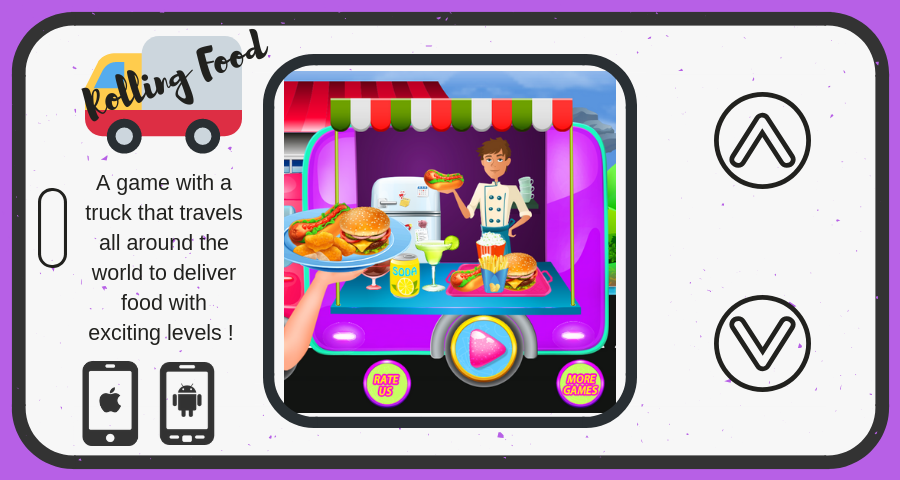 Rolling Food
A game with a
truck that travels
all around the
world to deliver
food with
exciting levels !
SODA
RATE
US
MORE
GAMES